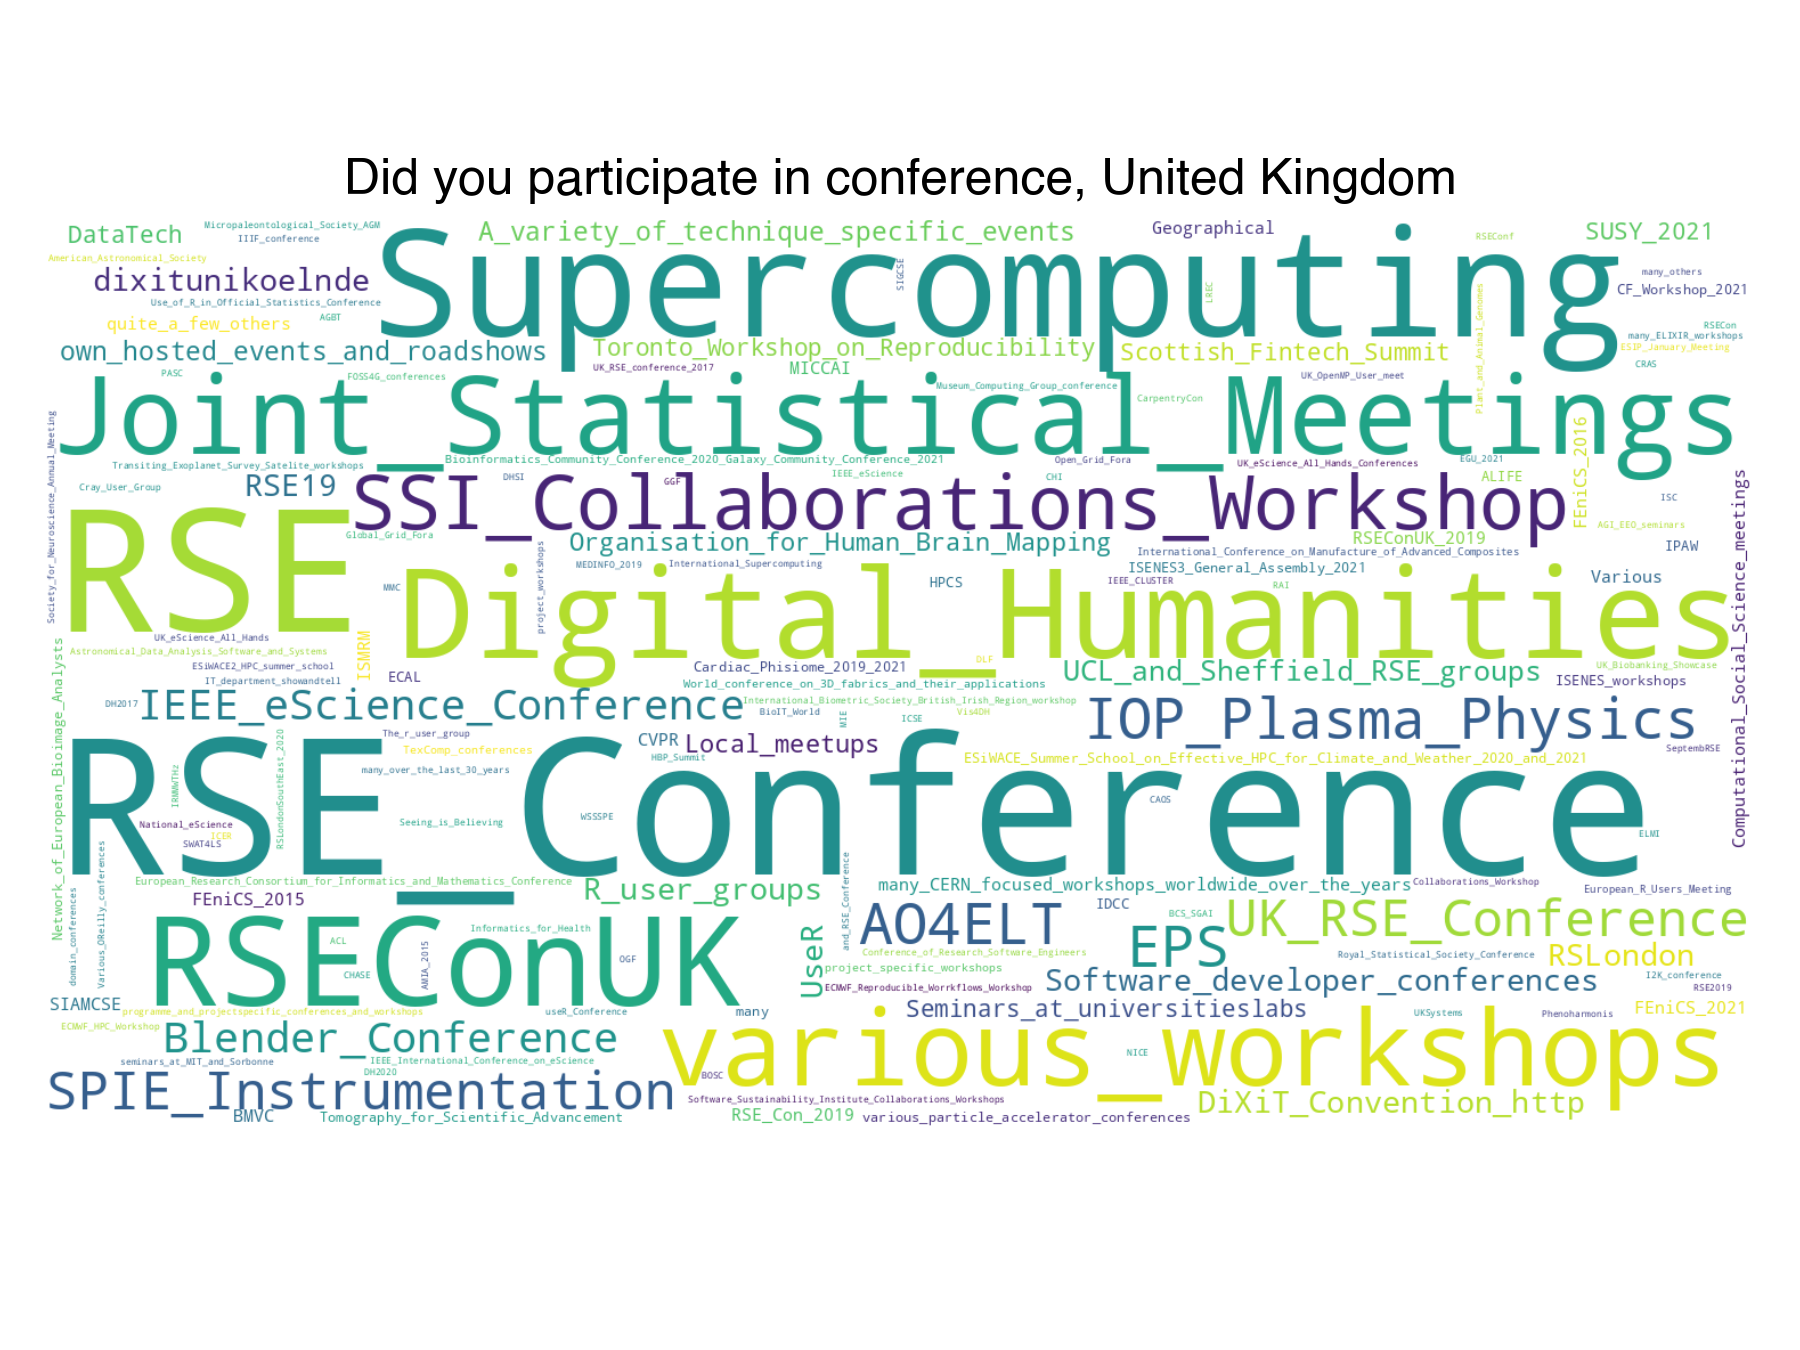 Did you participate in conference, United Kingdom
Micropaleontological_Society_AGM
DataTech
IIIF_conference
American_Astronomical_Society
dixitunikoelnde
Use_of_R_in_Official_Statistics_Conference
AGBT
quite_a_few_others
own_hosted_events_and_roadshows
Supercomputing
A_variety_of_technique_specific_events
SIGCSE
Geographical
LREC
RSEConf
SUSY_2021
many_others
CF_Workshop_2021
Plant_and_Animal_Genomes
RSECon
many_ELIXIR_workshops
ESIP_January_Meeting
CRAS
Toronto_Workshop_on_Reproducibility
Scottish_Fintech_Summit
PASC
FOSS4G_conferences
UK_RSE_conference_2017
MICCAI
Museum_Computing_Group_conference
CarpentryCon
UK_OpenMP_User_meet
Joint_Statistical_Meetings
Society_for_Neuroscience_Annual_Meeting
FEniCS_2016
Transiting_Exoplanet_Survey_Satelite_workshops
Bioinformatics_Community_Conference_2020_Galaxy_Community_Conference_2021
Open_Grid_Fora
UK_eScience_All_Hands_Conferences
EGU_2021
Cray_User_Group
RSE19
DHSI
GGF
IEEE_eScience
CHI
ALIFE
ISC
SSI_Collaborations_Workshop
Computational_Social_Science_meetings
AGI_EEO_seminars
RSE
Global_Grid_Fora
Organisation_for_Human_Brain_Mapping
RSEConUK_2019
International_Conference_on_Manufacture_of_Advanced_Composites
IPAW
MEDINFO_2019
International_Supercomputing
ISENES3_General_Assembly_2021
project_workshops
MMC
HPCS
IEEE_CLUSTER
RAI
Various
Digital_Humanities
UK_eScience_All_Hands
Astronomical_Data_Analysis_Software_and_Systems
ESiWACE2_HPC_summer_school
IT_department_showandtell
ISMRM
ECAL
Cardiac_Phisiome_2019_2021
DLF
UCL_and_Sheffield_RSE_groups
UK_Biobanking_Showcase
ISENES_workshops
World_conference_on_3D_fabrics_and_their_applications
Network_of_European_Bioimage_Analysts
DH2017
IEEE_eScience_Conference
International_Biometric_Society_British_Irish_Region_workshop
BioIT_World
MIE
ICSE
Vis4DH
IOP_Plasma_Physics
The_r_user_group
TexComp_conferences
CVPR
Local_meetups
SeptembRSE
HBP_Summit
ESiWACE_Summer_School_on_Effective_HPC_for_Climate_and_Weather_2020_and_2021
RSE_Conference
many_over_the_last_30_years
IRMNWTHz
RSLondonSouthEast_2020
CAOS
WSSSPE
National_eScience
Seeing_is_Believing
ICER
SWAT4LS
ELMI
Various_OReilly_conferences
domain_conferences
European_Research_Consortium_for_Informatics_and_Mathematics_Conference
FEniCS_2015
R_user_groups
and_RSE_Conference
many_CERN_focused_workshops_worldwide_over_the_years
Collaborations_Workshop
European_R_Users_Meeting
IDCC
BCS_SGAI
RSEConUK
Informatics_for_Health
ACL
AMIA_2015
CHASE
OGF
UseR
AO4ELT
EPS
UK_RSE_Conference
Conference_of_Research_Software_Engineers
Royal_Statistical_Society_Conference
RSLondon
project_specific_workshops
Software_developer_conferences
I2K_conference
RSE2019
ECMWF_Reproducible_Workflows_Workshop
SIAMCSE
programme_and_projectspecific_conferences_and_workshops
useR_Conference
many
Seminars_at_universitieslabs
UKSystems
Phenoharmonis
FEniCS_2021
ECMWF_HPC_Workshop
Blender_Conference
various_workshops
NICE
seminars_at_MIT_and_Sorbonne
IEEE_International_Conference_on_eScience
DH2020
BOSC
SPIE_Instrumentation
Software_Sustainability_Institute_Collaborations_Workshops
DiXiT_Convention_http
BMVC
Tomography_for_Scientific_Advancement
RSE_Con_2019
various_particle_accelerator_conferences